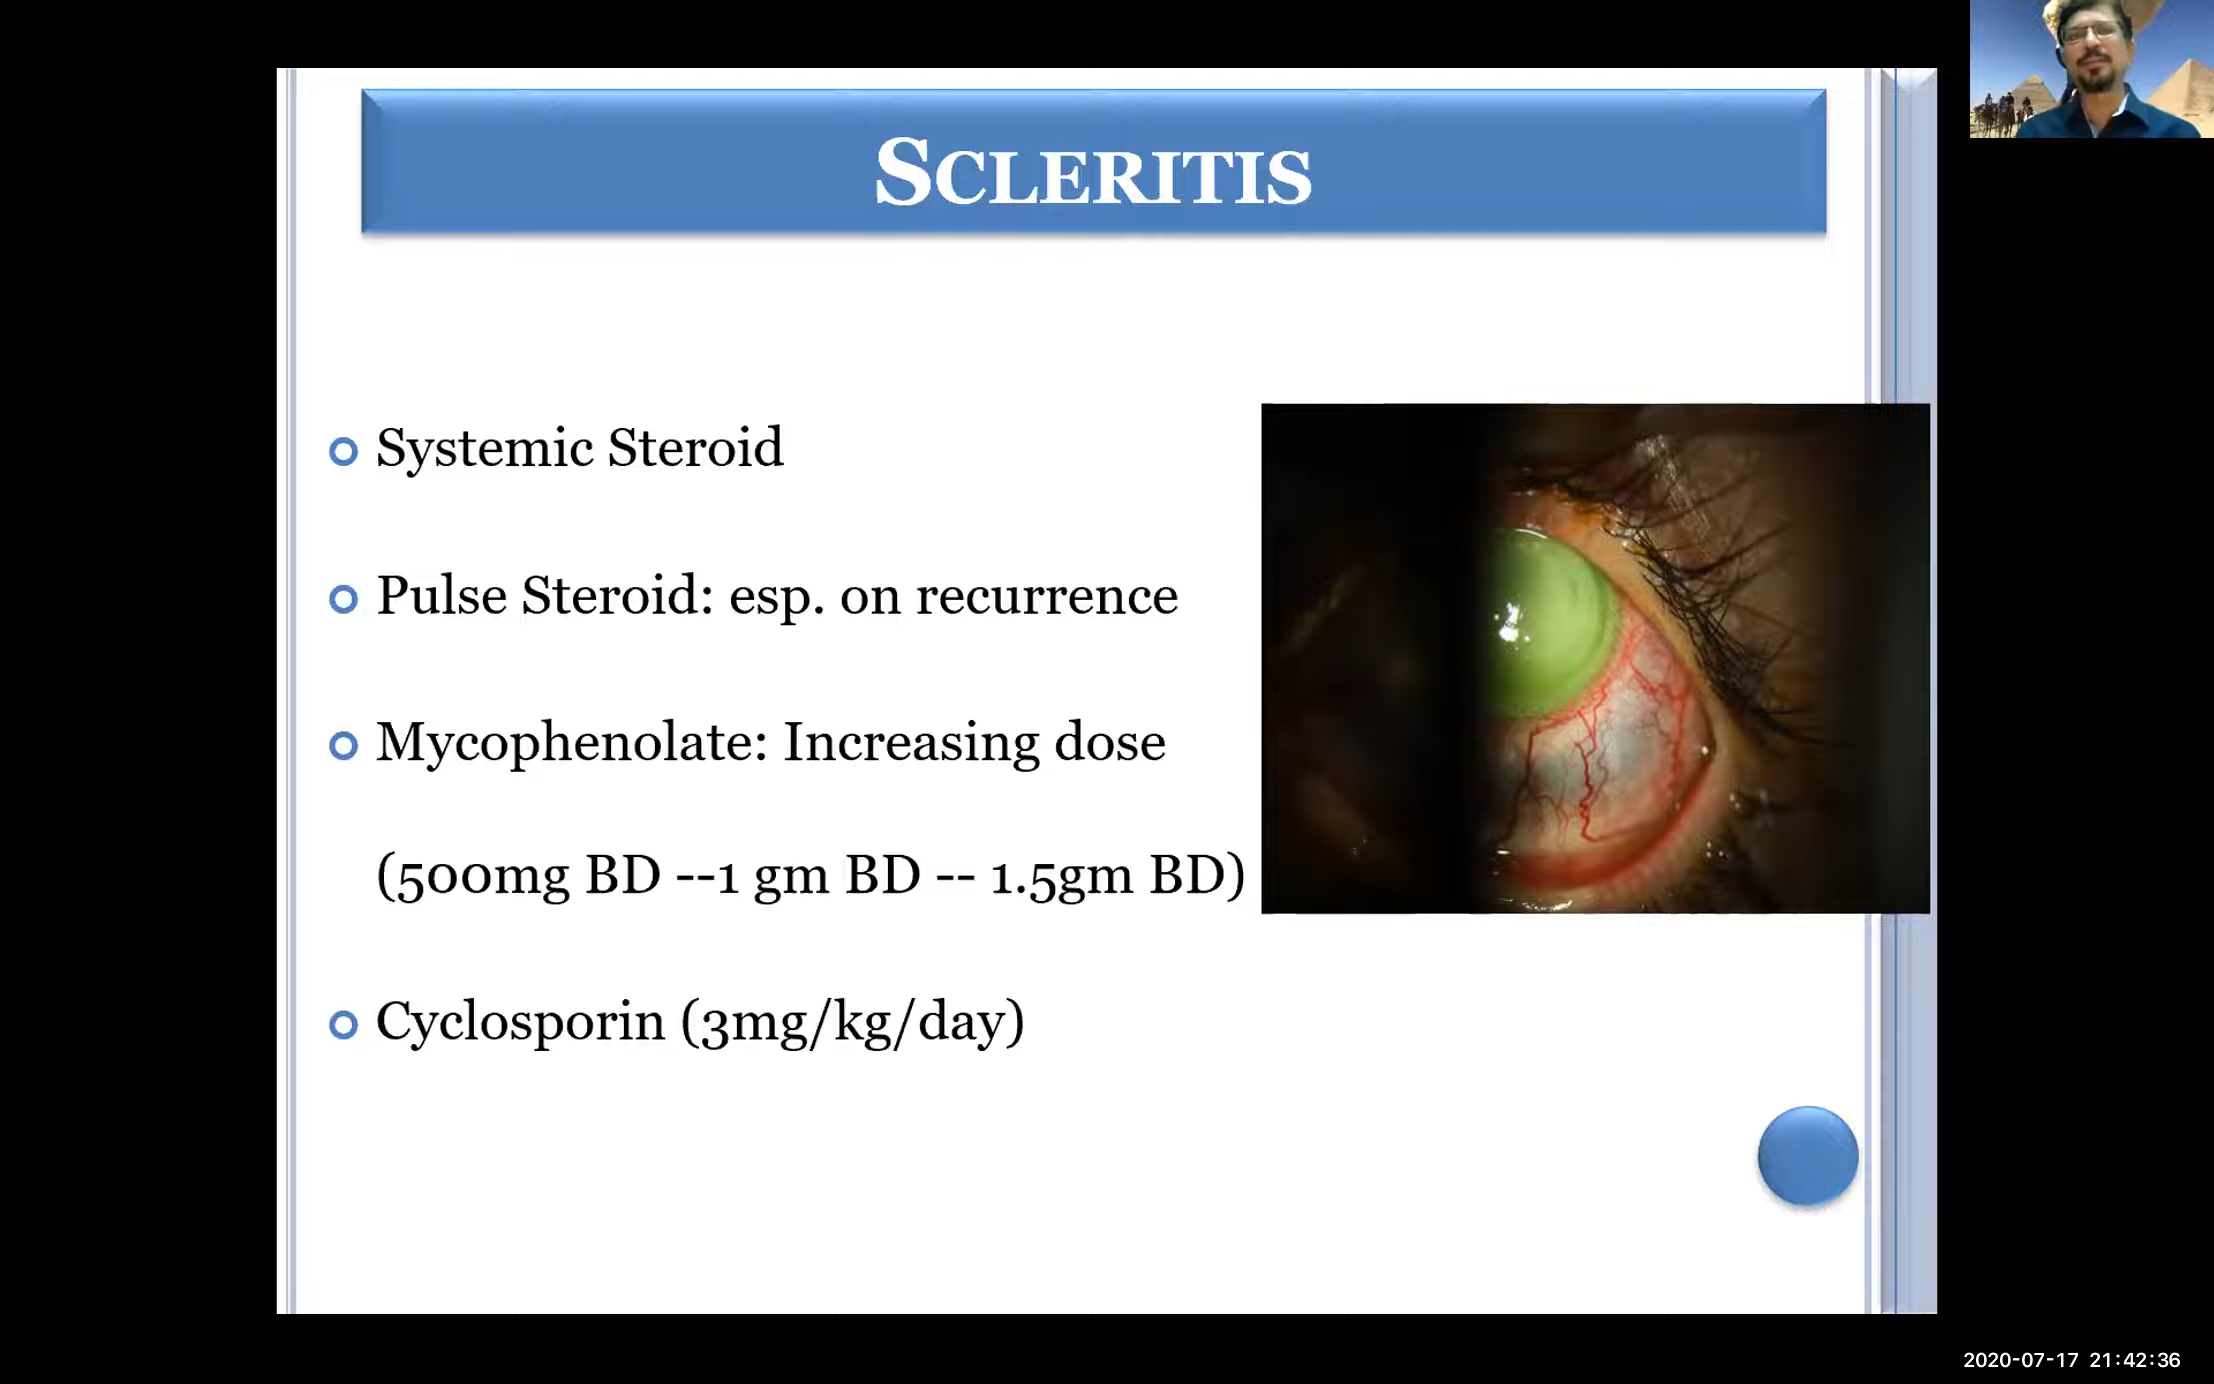 SCLERITIS
Systemic Steroid
Pulse Steroid: esp. on recurrence
Mycophenolate: Increasing dose
(500mg BD --1 gm BD -- 1.5gm BD)
Cyclosporin (3mg/kg/day)
2020-07-17 21:42:36